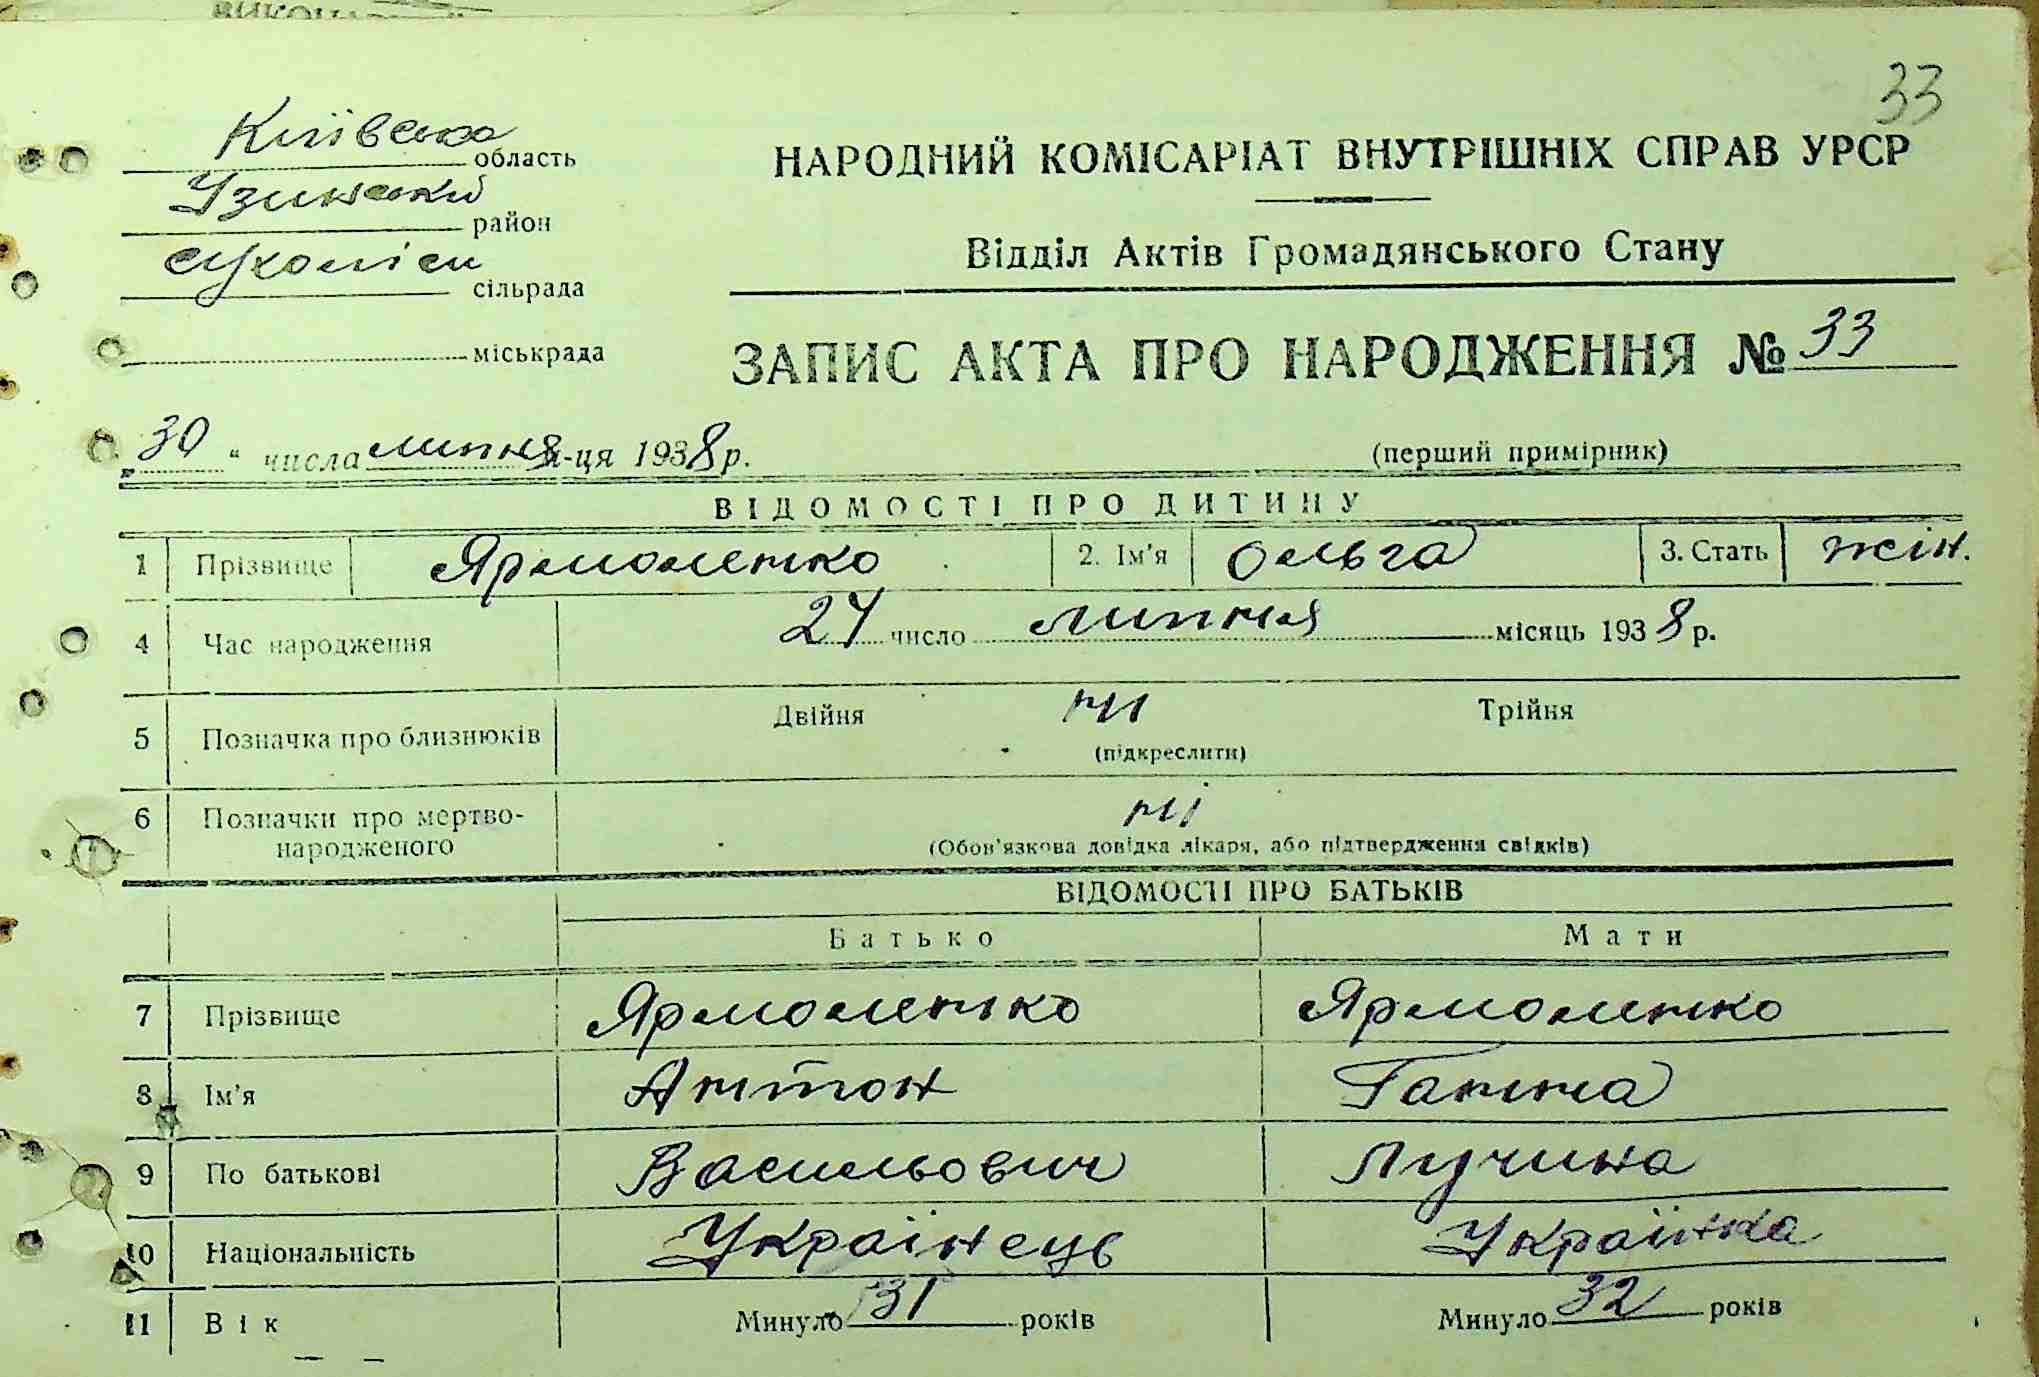 33
Київська область
Узинський район
Сухоліси сільрада
міськрада
НАРОДНИЙ КОМІСАРІАТ ВНУТРІШНІХ СПРАВ УРСР
Відділ Актів Громадянського Стану
ЗАПИС АКТА ПРО НАРОДЖЕННЯ № 33
„30“ числа липня м-ця 1938 р.
(перший примірник)
ВІДОМОСТІ ПРО ДИТИНУ
1 Прізвище Ярмоленко 2. Ім’я Ольга 3. Стать жін.
4 Час народження 24 число липня місяць 1938 р.
5 Позначка про близнюків Двійня ни Трійня
(підкреслити)
6 Позначки про мертво-
народженого ні
(Обов’язкова довідка лікаря, або підтвердження свідків)
ВІДОМОСТІ ПРО БАТЬКІВ
Батько Мати
7 Прізвище Ярмоленко Ярмоленко
8 Ім’я Антон Ганна
9 По батькові Васильович Лучина
10 Національність Українець Українка
11 Вік Минуло 31 років Минуло 32 років